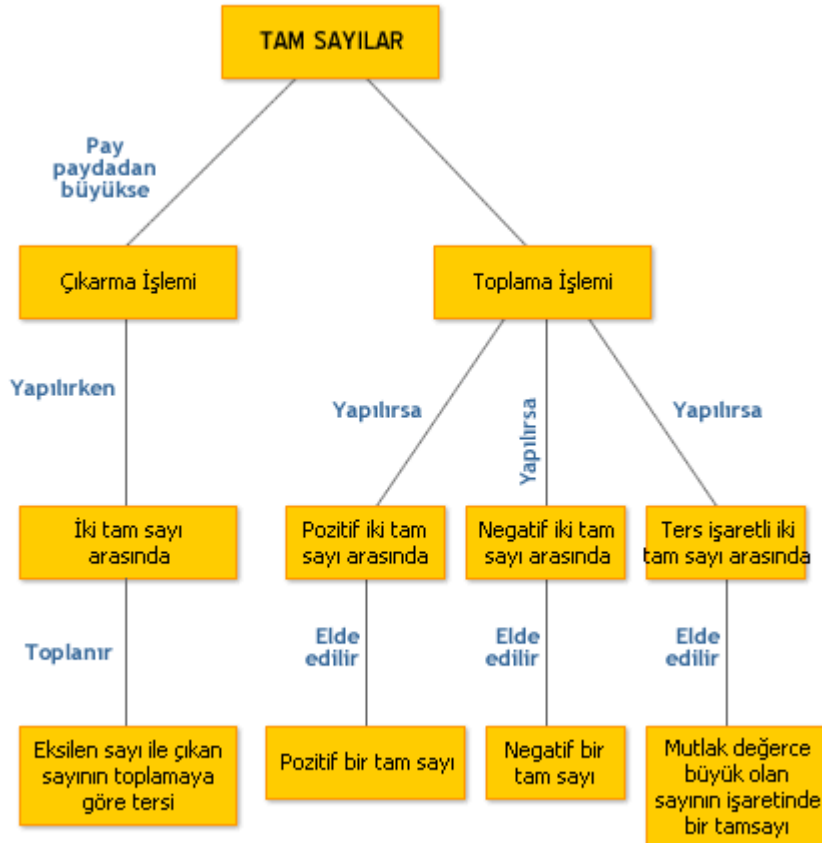 TAM SAYILAR
Pay
paydadan
büyükse
Çıkarma İşlemi
Toplama İşlemi
Yapılırken
Yapılırsa
Yapılırsa
Yapılırsa
İki tam sayı
arasında
Pozitif iki tam
sayı arasında
Negatif iki tam
sayı arasında
Ters işaretli iki
tam sayı arasında
Toplanır
Elde
edilir
Elde
edilir
Elde
edilir
Eksilen sayı ile çıkan
sayının toplamaya
göre tersi
Pozitif bir tam sayı
Negatif bir
tam sayı
Mutlak değerce
büyük olan
sayının işaretinde
bir tamsayı